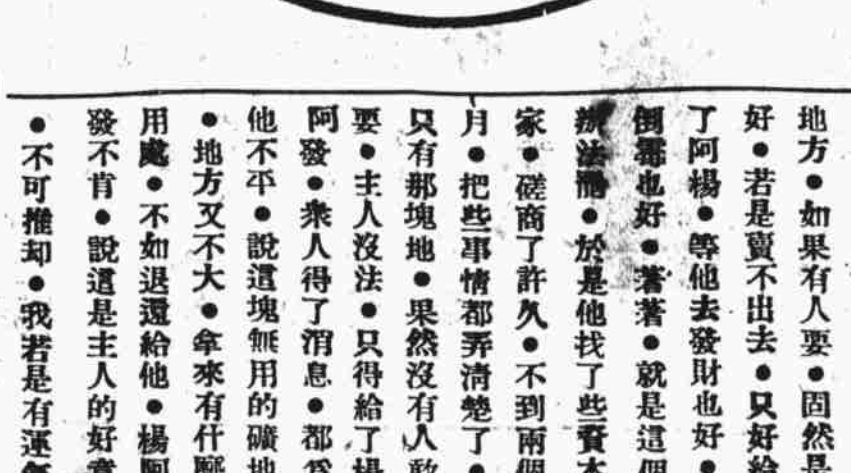 地方●如果有人要●固然是
好●若是賣不出去●只好給
了阿楊●等他去發財也好●
倒霉也好●著著●就是這個
辦法罷●於是他找了些資本
家●磋商了許久●不到兩個
月●把些事情都弄清楚了●
只有那塊地●果然沒有人敢
要●主人沒法●只得給了楊
阿發●衆人得了消息●都爲
他不平●說這塊無用的礦地
●地方又不大●拿來有什麽
用處●不如退還給他●楊阿
發不肯●說這是主人的好意
●不可推却●我若是有運氣